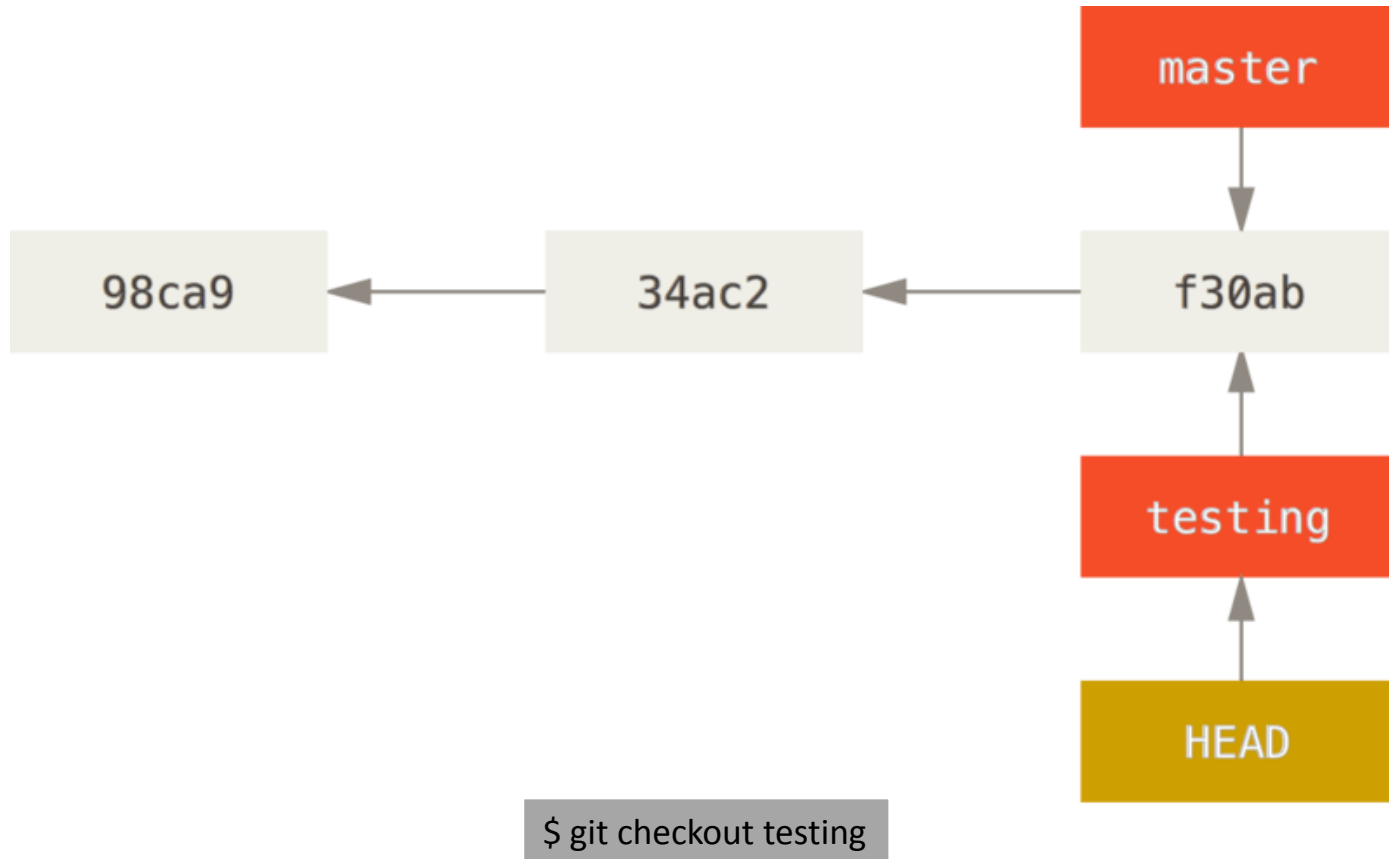 master
98ca9
34ac2
f30ab
testing
HEAD
$ git checkout testing